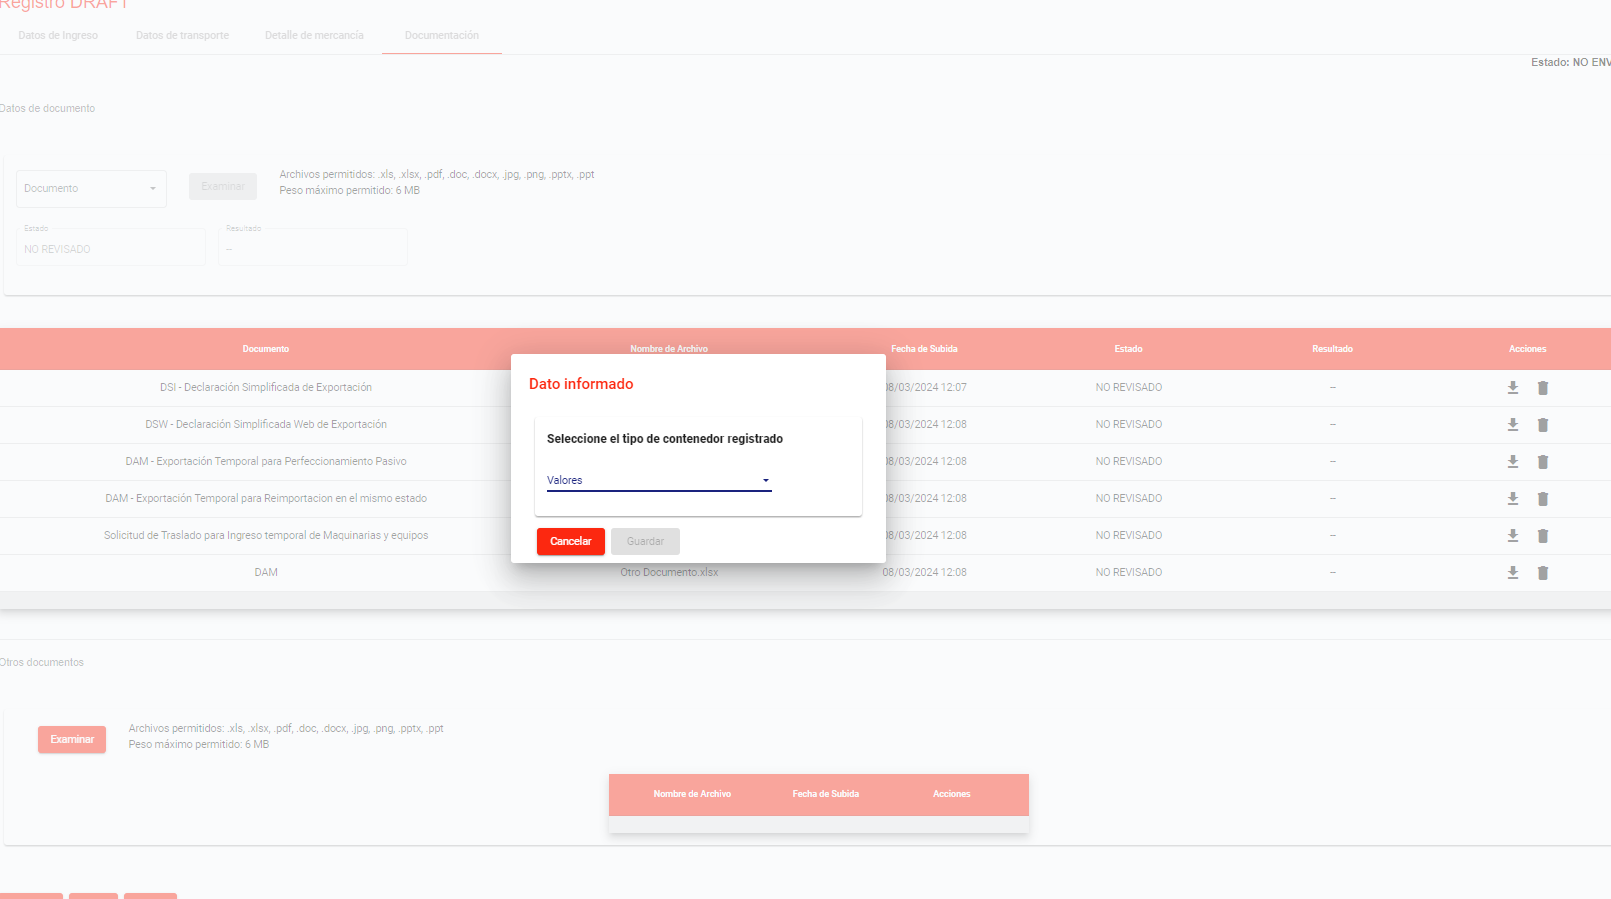 Registro DRAFT
Datos de Ingreso Datos de transporte Detalle de mercancía Documentación
Estado: NO ENV
Datos de documento
Documento Examinar Archivos permitidos: .xls, .xlsx, .pdf, .doc, .docx, .jpg, .png, .pptx, .ppt
Peso máximo permitido: 6 MB
Estado Resultado
NO REVISADO --
Documento Nombre de Archivo Fecha de Subida Estado Resultado Acciones
DSI - Declaración Simplificada de Exportación 08/03/2024 12:07 NO REVISADO --
DSW - Declaración Simplificada Web de Exportación 08/03/2024 12:08 NO REVISADO --
DAM - Exportación Temporal para Perfeccionamiento Pasivo 08/03/2024 12:08 NO REVISADO --
DAM - Exportación Temporal para Reimportacion en el mismo estado 08/03/2024 12:08 NO REVISADO --
Solicitud de Traslado para Ingreso temporal de Maquinarias y equipos 08/03/2024 12:08 NO REVISADO --
DAM Otro Documento.xlsx 08/03/2024 12:08 NO REVISADO --
Dato informado
Seleccione el tipo de contenedor registrado
Valores
Cancelar Guardar
Otros documentos
Examinar Archivos permitidos: .xls, .xlsx, .pdf, .doc, .docx, .jpg, .png, .pptx, .ppt
Peso máximo permitido: 6 MB
Nombre de Archivo Fecha de Subida Acciones